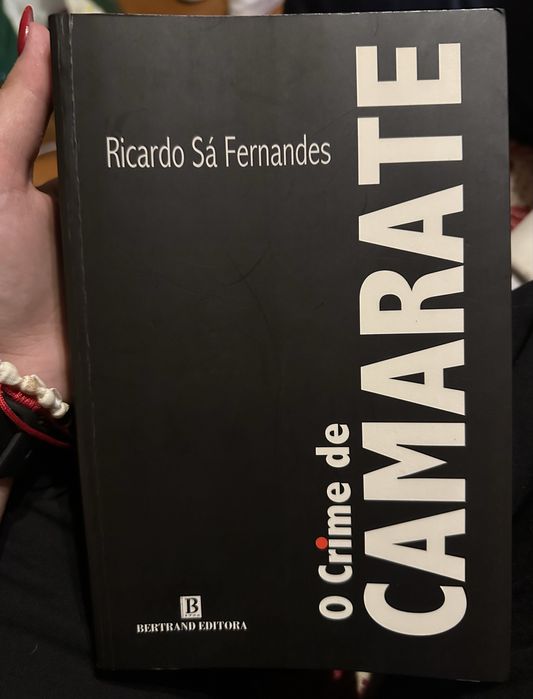 Ricardo Sá Fernandes
O Crime de
CAMARATE
B
BERTRAND EDITORA